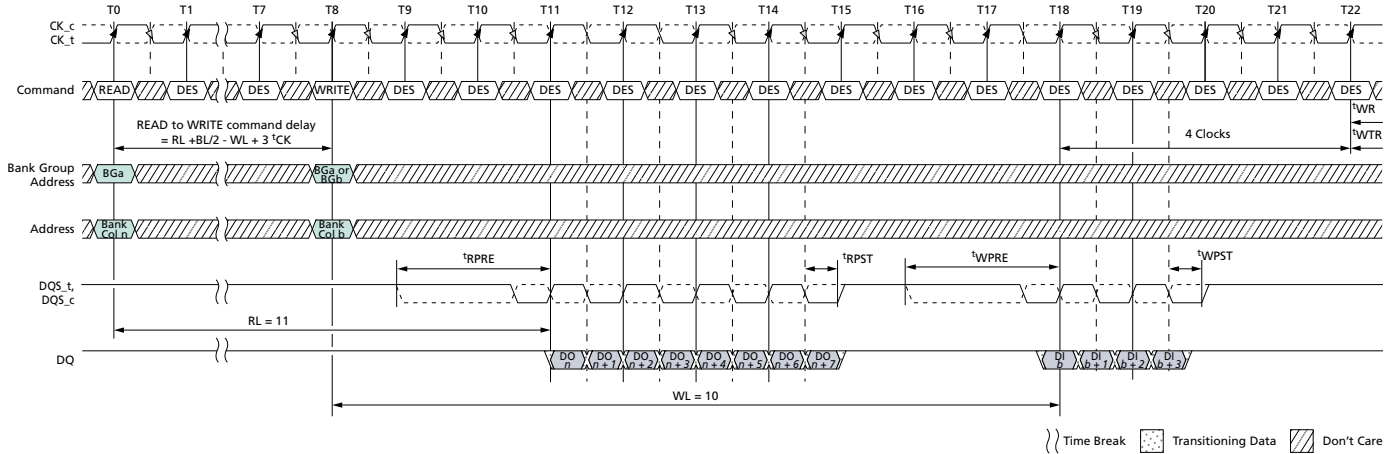 T0 T1 T7 T8 T9 T10 T11 T12 T13 T14 T15 T16 T17 T18 T19 T20 T21 T22
CK_c
CK_t
Command READ DES DES WRITE DES DES DES DES DES DES DES DES DES DES DES DES DES DES
tWR
READ to WRITE command delay
= RL +BL/2 - WL + 3 tCK
4 Clocks
tWTR
Bank Group
Address
BGa
BGa or
BGb
Address
Bank
Col n
Bank
Col b
tRPRE tRPST tWPRE tWPST
DQS_t,
DQS_c
RL = 11
DQ
DO
n
DO
n + 1
DO
n + 2
DO
n + 3
DO
n + 4
DO
n + 5
DO
n + 6
DO
n + 7
DI
b
DI
b + 1
DI
b + 2
DI
b + 3
WL = 10
Time Break Transitioning Data Don't Care